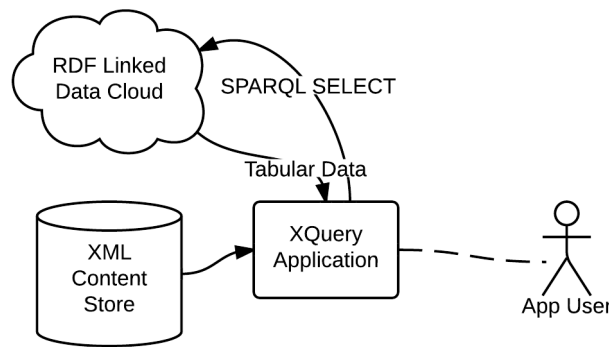 RDF Linked
Data Cloud
SPARQL SELECT
Tabular Data
XML
Content
Store
XQuery
Application
App User